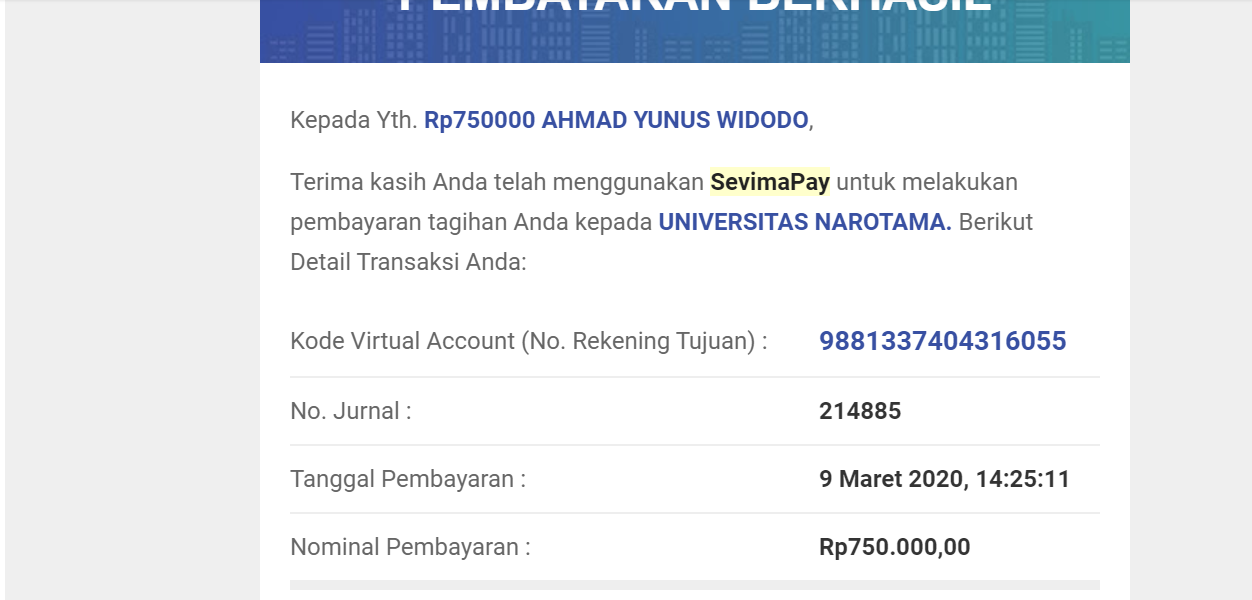 PEMBAYARAN BERHASIL
Kepada Yth. Rp750000 AHMAD YUNUS WIDODO,
Terima kasih Anda telah menggunakan SevimaPay untuk melakukan
pembayaran tagihan Anda kepada UNIVERSITAS NAROTAMA. Berikut
Detail Transaksi Anda:
Kode Virtual Account (No. Rekening Tujuan) : 9881337404316055
No. Jurnal : 214885
Tanggal Pembayaran : 9 Maret 2020, 14:25:11
Nominal Pembayaran : Rp750.000,00